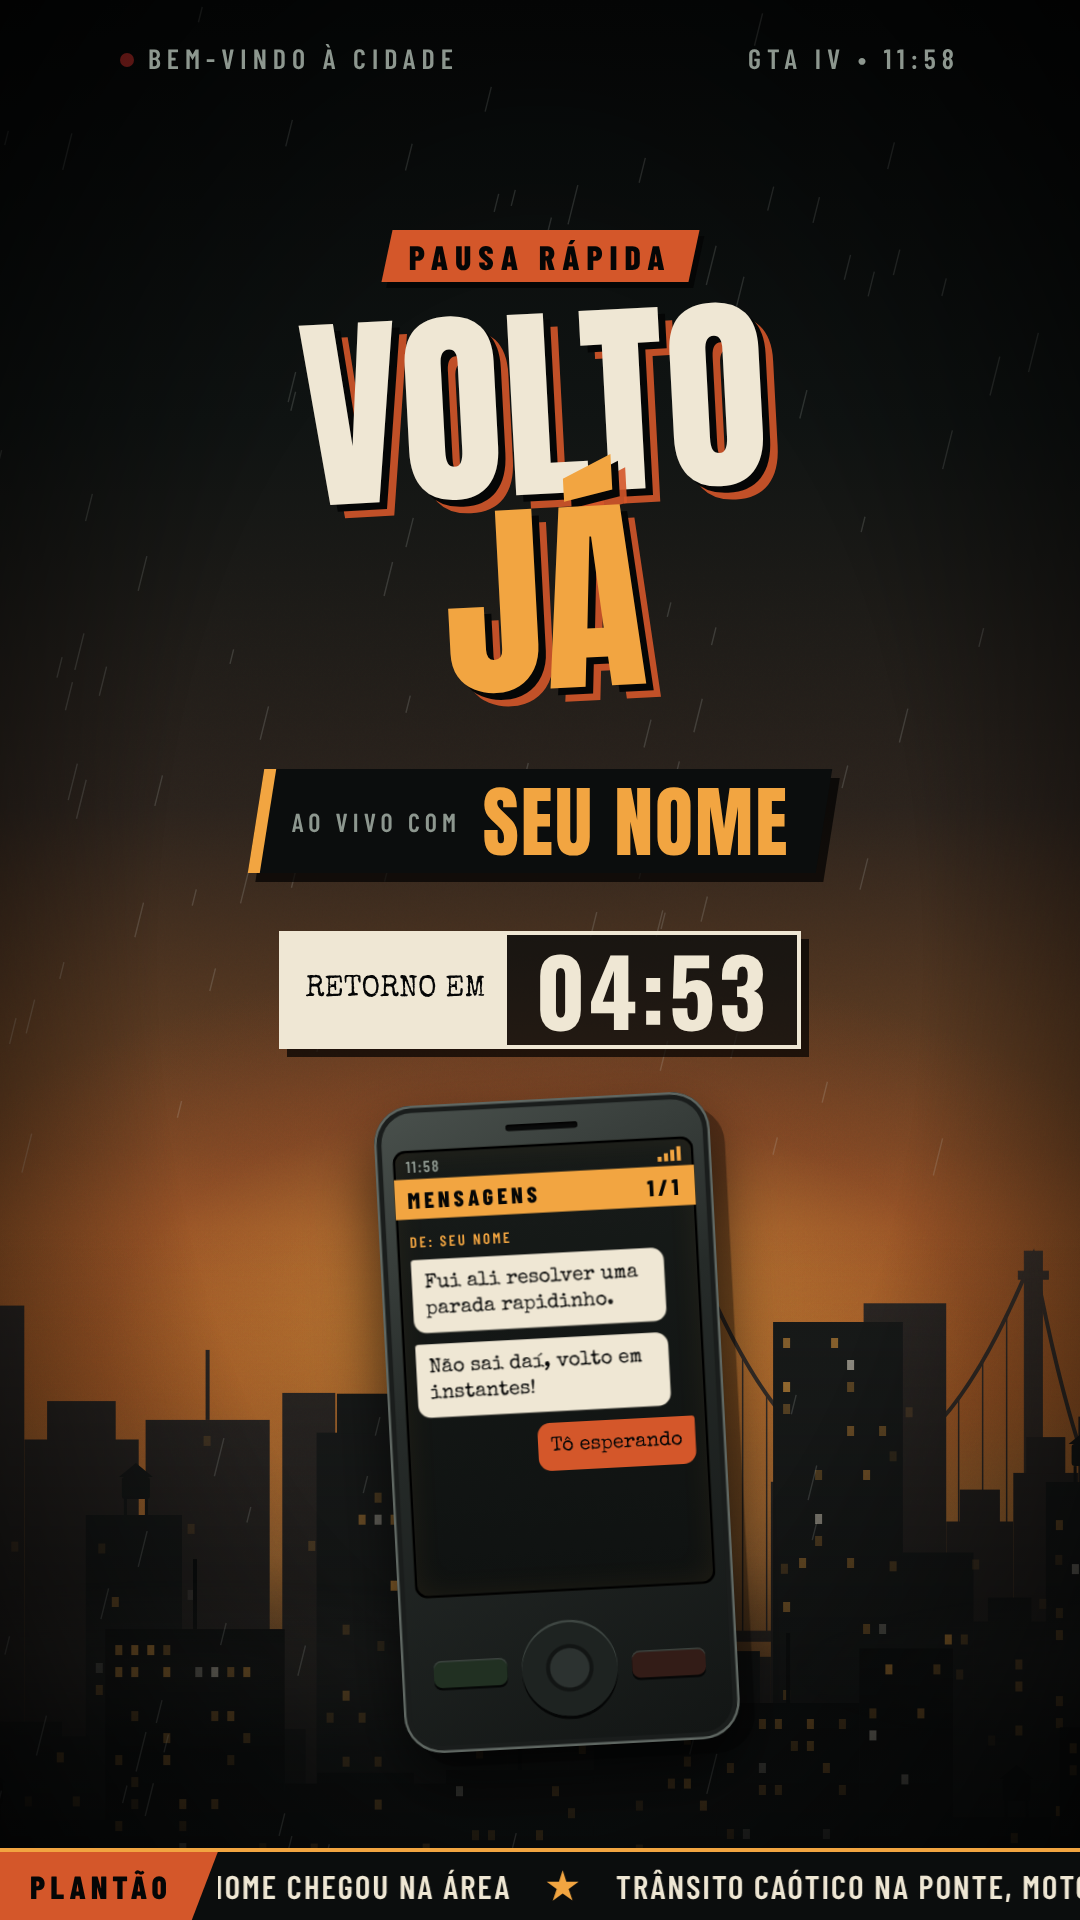 BEM-VINDO À CIDADE
GTA IV • 11:58
PAUSA RÁPIDA
VOLTO
JÁ
AO VIVO COM SEU NOME
RETORNO EM 04:53
11:58
MENSAGENS 1/1
DE: SEU NOME
Fui ali resolver uma
parada rapidinho.
Não sai daí, volto em
instantes!
Tô esperando
PLANTÃO
CHEGOU NA ÁREA ★ TRÂNSITO CAÓTICO NA PONTE,